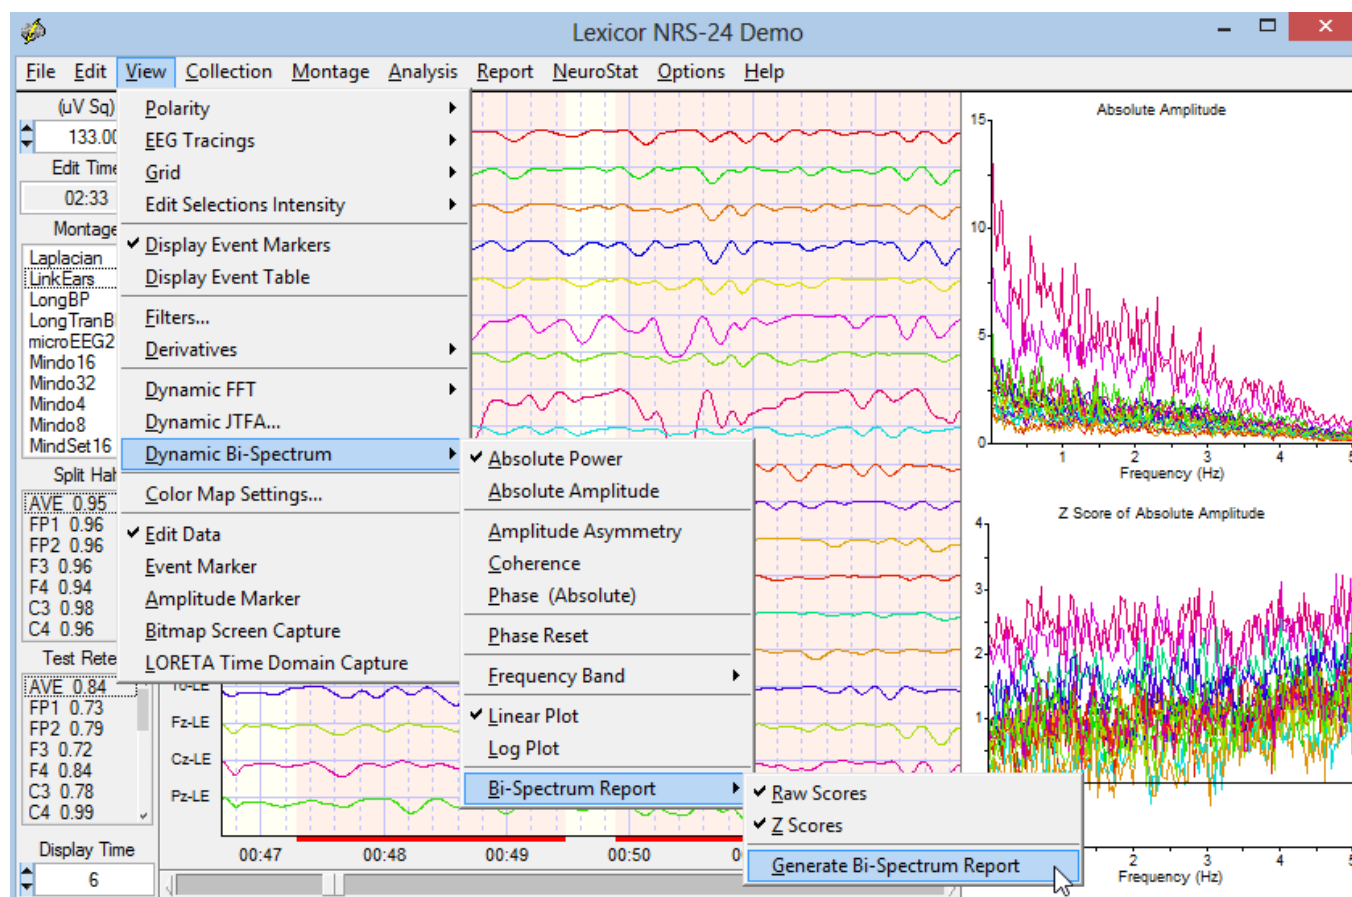 Lexicor NRS-24 Demo
File Edit View Collection Montage Analysis Report NeuroStat Options Help
(uV Sq)
133.00
Edit Time
02:33
Montage
Laplacian
LinkEars
LongBP
LongTranB
microEEG2
Mindo16
Mindo32
Mindo4
Mindo8
MindSet16
Split Hal
AVE 0.95
FP1 0.96
FP2 0.96
F3 0.96
F4 0.94
C3 0.98
C4 0.96
Test Rete
AVE 0.84
FP1 0.73
FP2 0.79
F3 0.72
F4 0.84
C3 0.78
C4 0.99
Display Time
6
Polarity
EEG Tracings
Grid
Edit Selections Intensity
Display Event Markers
Display Event Table
Filters...
Derivatives
Dynamic FFT
Dynamic JTFA...
Dynamic Bi-Spectrum
Color Map Settings...
Edit Data
Event Marker
Amplitude Marker
Bitmap Screen Capture
LORETA Time Domain Capture
Absolute Power
Absolute Amplitude
Amplitude Asymmetry
Coherence
Phase (Absolute)
Phase Reset
Frequency Band
Linear Plot
Log Plot
Bi-Spectrum Report
Raw Scores
Z Scores
Generate Bi-Spectrum Report
Fz-LE
Cz-LE
Pz-LE
00:47 00:48 00:49 00:50
Absolute Amplitude
15
10
5
0
1 2 3 4 5
Frequency (Hz)
Z Score of Absolute Amplitude
4
3
2
1
2 3 4 5
Frequency (Hz)